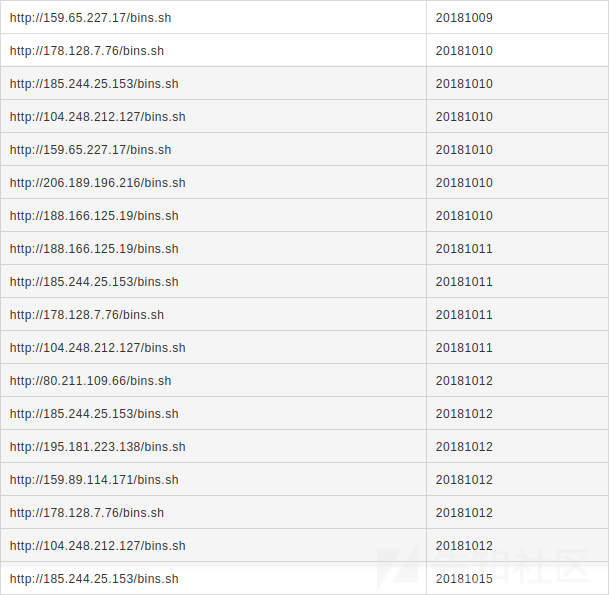 http://159.65.227.17/bins.sh 20181009
http://178.128.7.76/bins.sh 20181010
http://185.244.25.153/bins.sh 20181010
http://104.248.212.127/bins.sh 20181010
http://159.65.227.17/bins.sh 20181010
http://206.189.196.216/bins.sh 20181010
http://188.166.125.19/bins.sh 20181010
http://188.166.125.19/bins.sh 20181011
http://185.244.25.153/bins.sh 20181011
http://178.128.7.76/bins.sh 20181011
http://104.248.212.127/bins.sh 20181011
http://80.211.109.66/bins.sh 20181012
http://185.244.25.153/bins.sh 20181012
http://195.181.223.138/bins.sh 20181012
http://159.89.114.171/bins.sh 20181012
http://178.128.7.76/bins.sh 20181012
http://104.248.212.127/bins.sh 20181012
http://185.244.25.153/bins.sh 20181015
社区